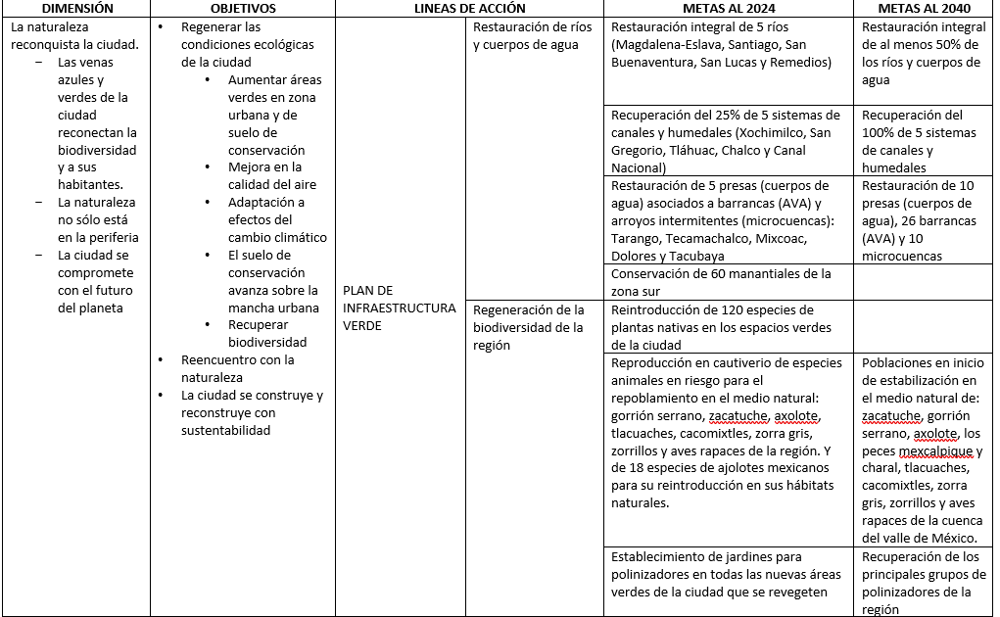 DIMENSIÓN
OBJETIVOS
LINEAS DE ACCIÓN
METAS AL 2024
METAS AL 2040
La naturaleza
reconquista la ciudad.
– Las venas
azules y
verdes de la
ciudad
reconectan la
biodiversidad
y a sus
habitantes.
– La naturaleza
no sólo está
en la periferia
– La ciudad se
compromete
con el futuro
del planeta
• Regenerar las
condiciones ecológicas
de la ciudad
• Aumentar áreas
verdes en zona
urbana y de
suelo de
conservación
• Mejora en la
calidad del aire
• Adaptación a
efectos del
cambio climático
• El suelo de
conservación
avanza sobre la
mancha urbana
• Recuperar
biodiversidad
• Reencuentro con la
naturaleza
• La ciudad se construye y
reconstruye con
sustentabilidad
PLAN DE
INFRAESTRUCTURA
VERDE
Restauración de ríos
y cuerpos de agua
Restauración integral de 5 ríos
(Magdalena-Eslava, Santiago, San
Buenaventura, San Lucas y Remedios)
Restauración integral
de al menos 50% de
los ríos y cuerpos de
agua
Recuperación del 25% de 5 sistemas de
canales y humedales (Xochimilco, San
Gregorio, Tláhuac, Chalco y Canal
Nacional)
Recuperación del
100% de 5 sistemas
de canales y
humedales
Restauración de 5 presas (cuerpos de
agua) asociados a barrancas (AVA) y
arroyos intermitentes (microcuencas):
Tarango, Tecamachalco, Mixcoac,
Dolores y Tacubaya
Restauración de 10
presas (cuerpos de
agua), 26 barrancas
(AVA) y 10
microcuencas
Conservación de 60 manantiales de la
zona sur
Regeneración de la
biodiversidad de la
región
Reintroducción de 120 especies de
plantas nativas en los espacios verdes
de la ciudad
Reproducción en cautiverio de especies
animales en riesgo para el
repoblamiento en el medio natural:
gorrión serrano, zacatuche, axolote,
tlacuaches, cacomixtles, zorra gris,
zorrillos y aves rapaces de la región. Y
de 18 especies de ajolotes mexicanos
para su reintroducción en sus hábitats
naturales.
Poblaciones en inicio
de estabilización en
el medio natural de:
zacatuche, gorrión
serrano, axolote, los
peces mexcalpique y
charal, tlacuaches,
cacomixtles, zorra
gris, zorrillos y aves
rapaces de la cuenca
del valle de México.
Establecimiento de jardines para
polinizadores en todas las nuevas áreas
verdes de la ciudad que se revegeten
Recuperación de los
principales grupos de
polinizadores de la
región